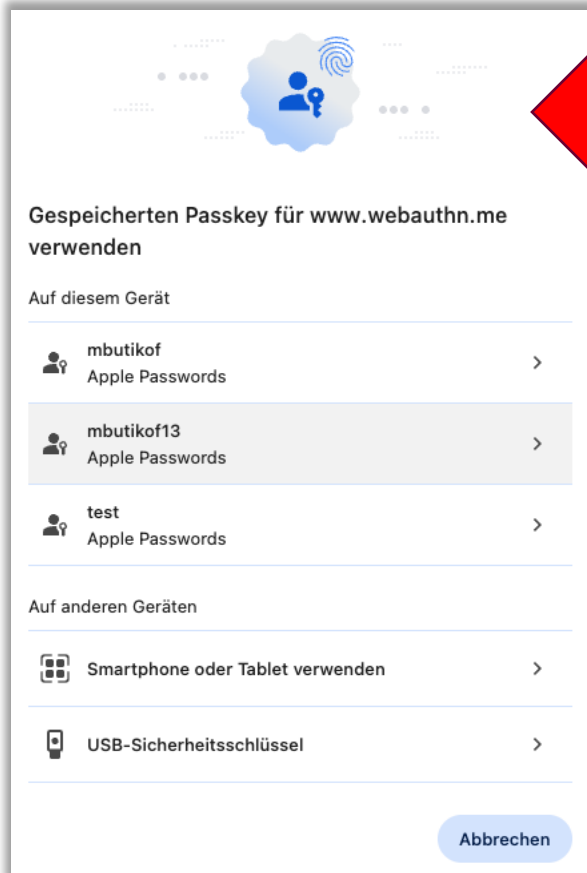 Gespeicherten Passkey für www.webauthn.me
verwenden
Auf diesem Gerät
mbutikof
Apple Passwords
mbutikof13
Apple Passwords
test
Apple Passwords
Auf anderen Geräten
Smartphone oder Tablet verwenden
USB-Sicherheitsschlüssel
Abbrechen